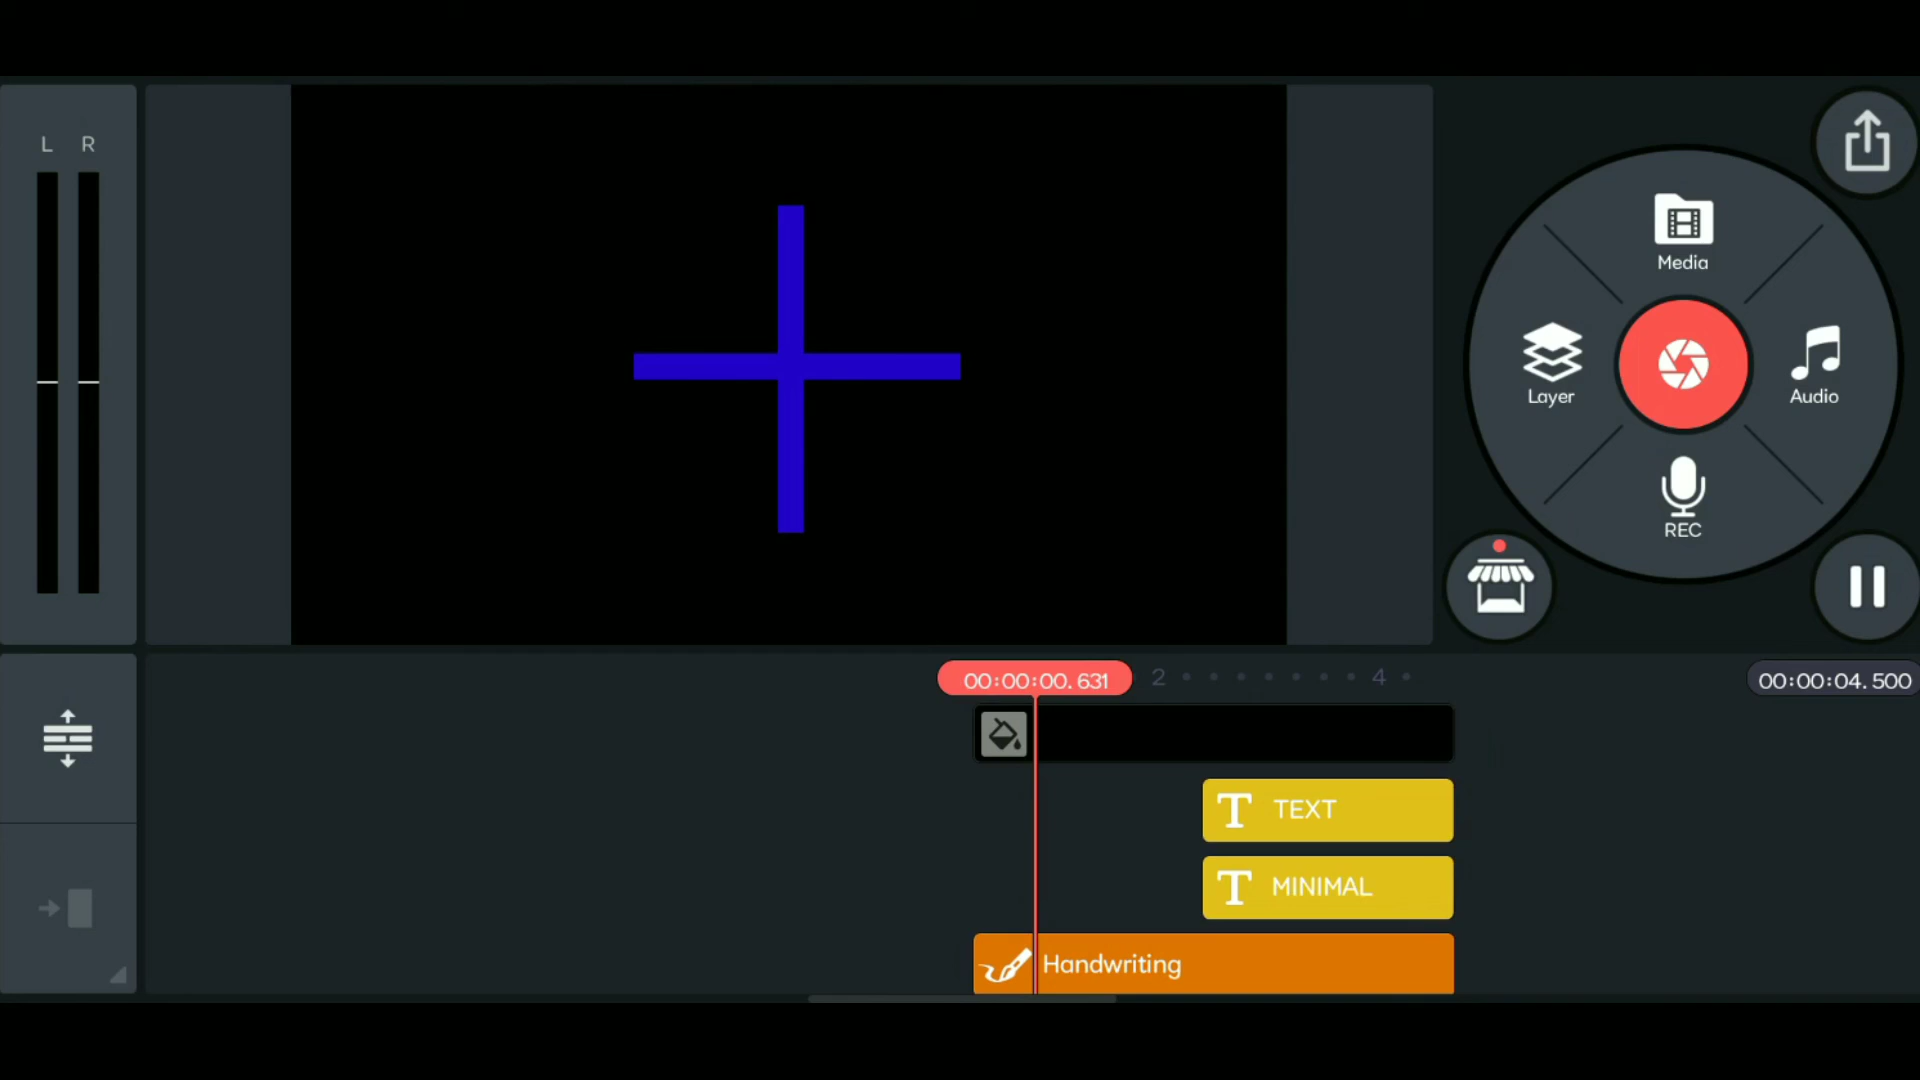 L R
Media
Layer
Audio
REC
00:00:00.631
2
4
00:00:04.500
T TEXT
T MINIMAL
Handwriting